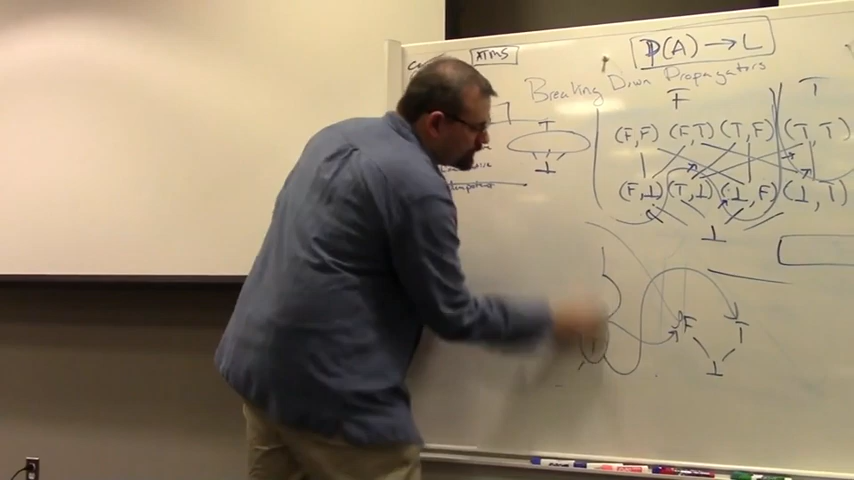 ATMS
P(A) → L
Breaking Down Propagators
F
T
(F,F) (F,T) (T,F) (T,T)
T
⊥
(F,⊥) (T,⊥) (⊥,F) (⊥,T)
⊥
F T
⊥